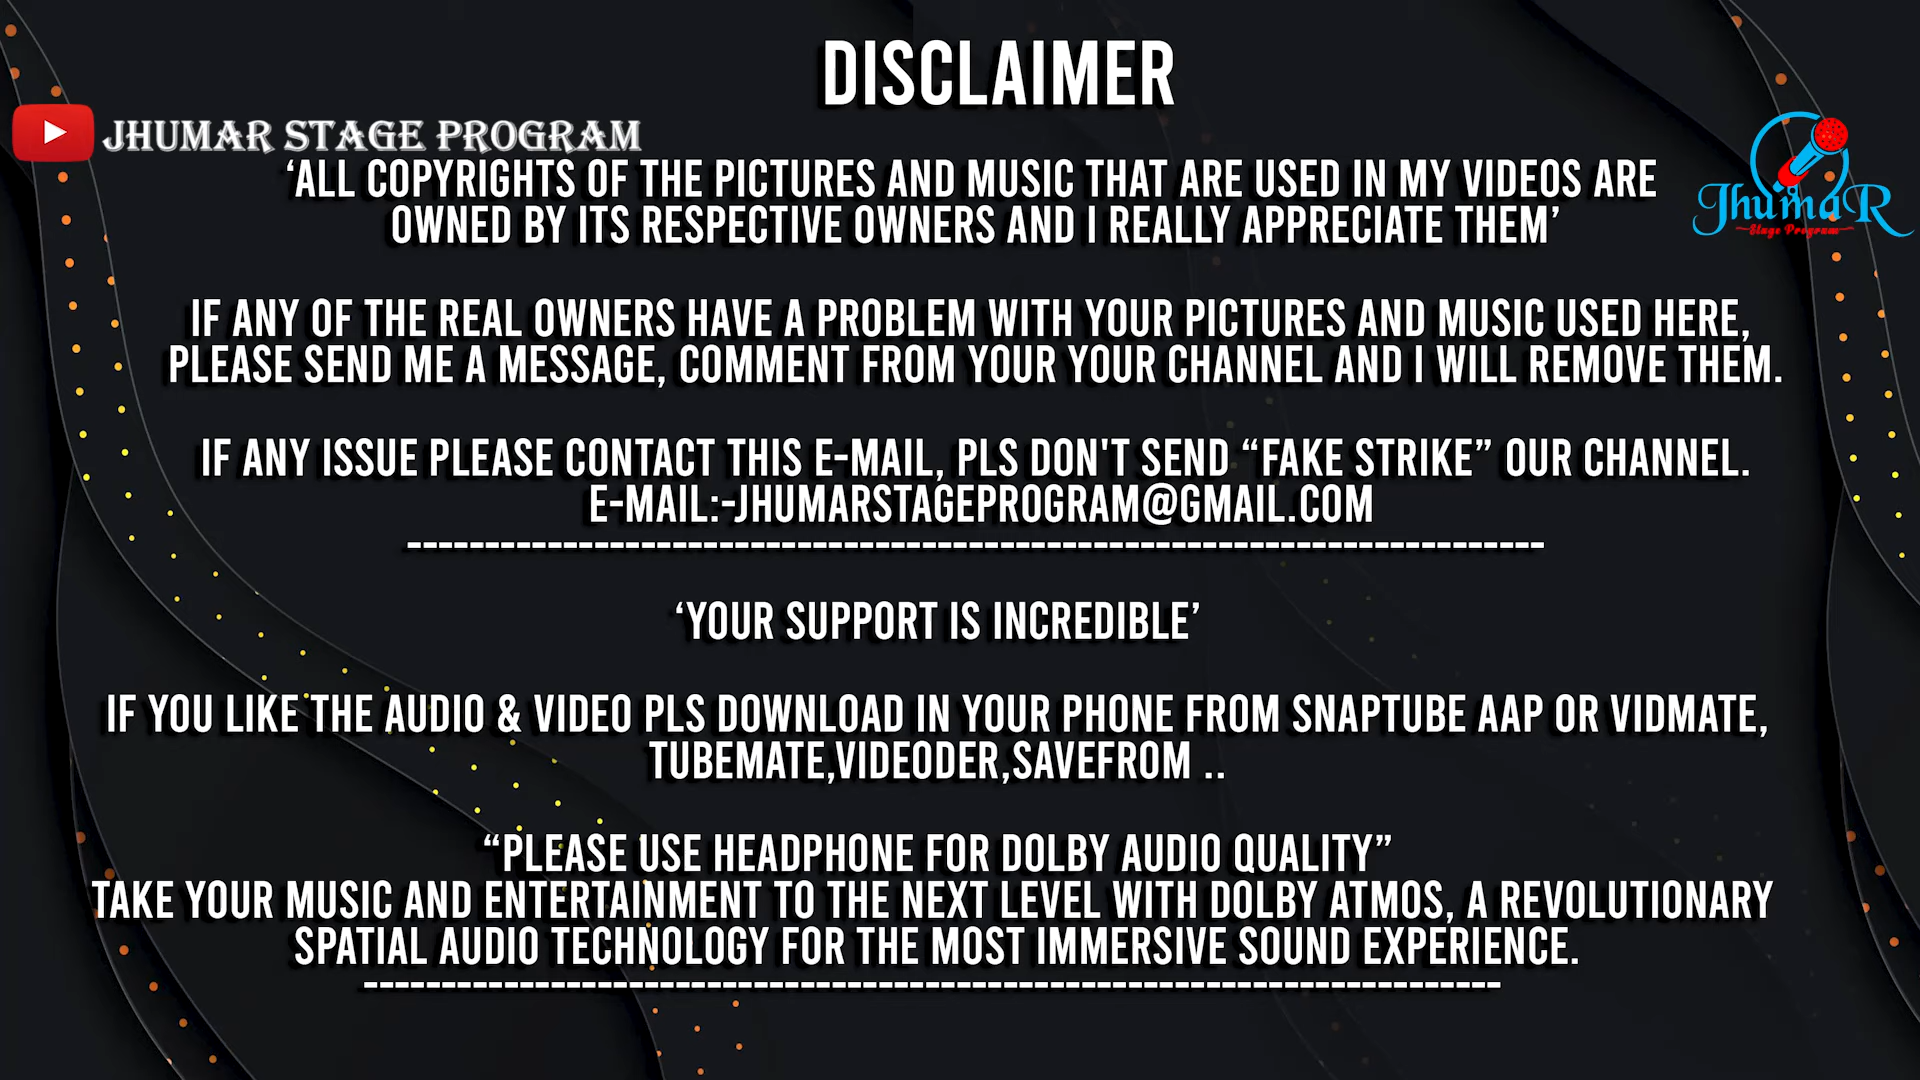 DISCLAIMER
JHUMAR STAGE PROGRAM
‘ALL COPYRIGHTS OF THE PICTURES AND MUSIC THAT ARE USED IN MY VIDEOS ARE
OWNED BY ITS RESPECTIVE OWNERS AND I REALLY APPRECIATE THEM’
JhumaR
Stage Program
IF ANY OF THE REAL OWNERS HAVE A PROBLEM WITH YOUR PICTURES AND MUSIC USED HERE,
PLEASE SEND ME A MESSAGE, COMMENT FROM YOUR YOUR CHANNEL AND I WILL REMOVE THEM.
IF ANY ISSUE PLEASE CONTACT THIS E-MAIL, PLS DON'T SEND “FAKE STRIKE” OUR CHANNEL.
E-MAIL:-JHUMARSTAGEPROGRAM@GMAIL.COM
‘YOUR SUPPORT IS INCREDIBLE’
IF YOU LIKE THE AUDIO & VIDEO PLS DOWNLOAD IN YOUR PHONE FROM SNAPTUBE AAP OR VIDMATE,
TUBEMATE,VIDEODER,SAVEFROM ..
“PLEASE USE HEADPHONE FOR DOLBY AUDIO QUALITY”
TAKE YOUR MUSIC AND ENTERTAINMENT TO THE NEXT LEVEL WITH DOLBY ATMOS, A REVOLUTIONARY
SPATIAL AUDIO TECHNOLOGY FOR THE MOST IMMERSIVE SOUND EXPERIENCE.